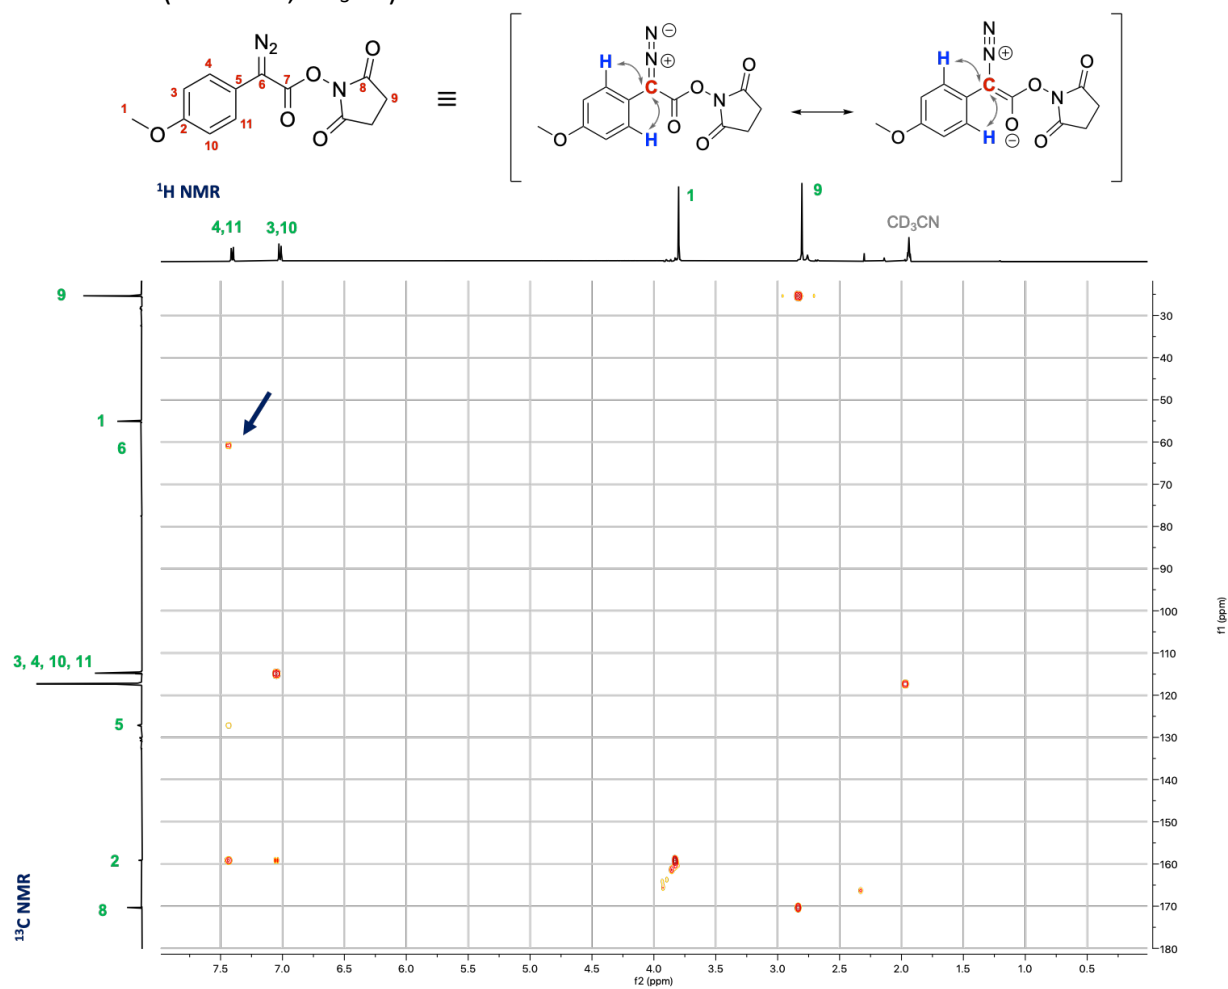 N₂
O
4
5
6
7
O
N
8
9
3
1
O
2
11
O
O
10
≡
N ⊖
N ⊕
H
C
O
O
N
O
H
O
O
N
N ⊕
H
C
O
O
N
O
H
⊖
O
O
¹H NMR
4,11
3,10
1
9
CD₃CN
9
1
6
3, 4, 10, 11
5
2
8
¹³C NMR
30
40
50
60
70
80
90
100
110
120
130
140
150
160
170
180
f1 (ppm)
7.5 7.0 6.5 6.0 5.5 5.0 4.5 4.0 3.5 3.0 2.5 2.0 1.5 1.0 0.5
f2 (ppm)